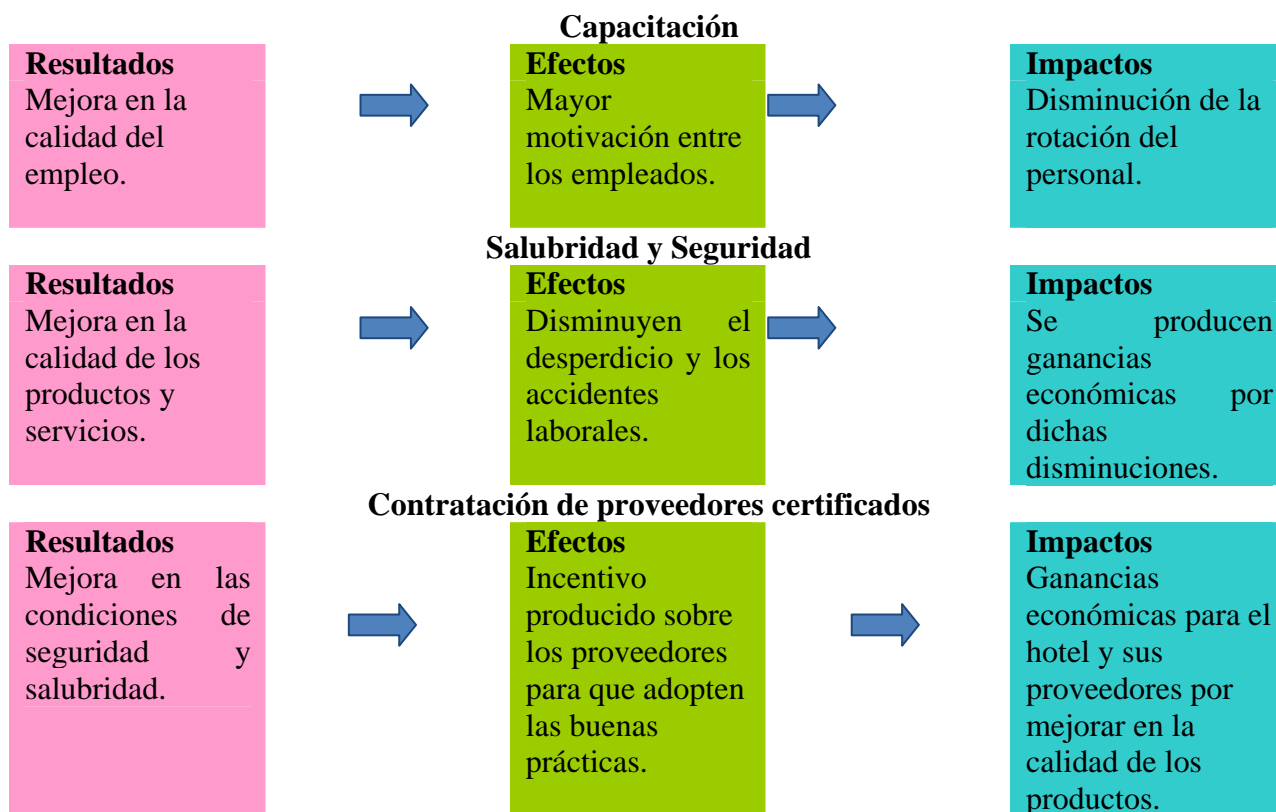 Capacitación
Resultados
Mejora en la
calidad del
empleo.
Efectos
Mayor
motivación entre
los empleados.
Impactos
Disminución de la
rotación del
personal.
Salubridad y Seguridad
Resultados
Mejora en la
calidad de los
productos y
servicios.
Efectos
Disminuyen el
desperdicio y los
accidentes
laborales.
Impactos
Se producen
ganancias
económicas por
dichas
disminuciones.
Contratación de proveedores certificados
Resultados
Mejora en las
condiciones de
seguridad y
salubridad.
Efectos
Incentivo
producido sobre
los proveedores
para que adopten
las buenas
prácticas.
Impactos
Ganancias
económicas para el
hotel y sus
proveedores por
mejorar en la
calidad de los
productos.